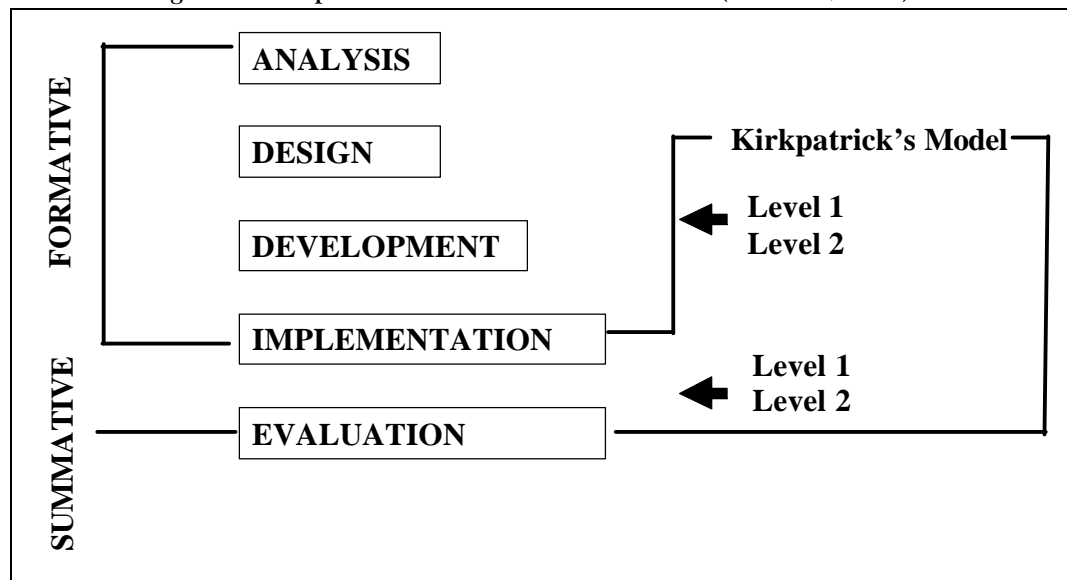 FORMATIVE
SUMMATIVE
ANALYSIS
DESIGN
DEVELOPMENT
IMPLEMENTATION
EVALUATION
Kirkpatrick's Model
Level 1
Level 2
Level 1
Level 2